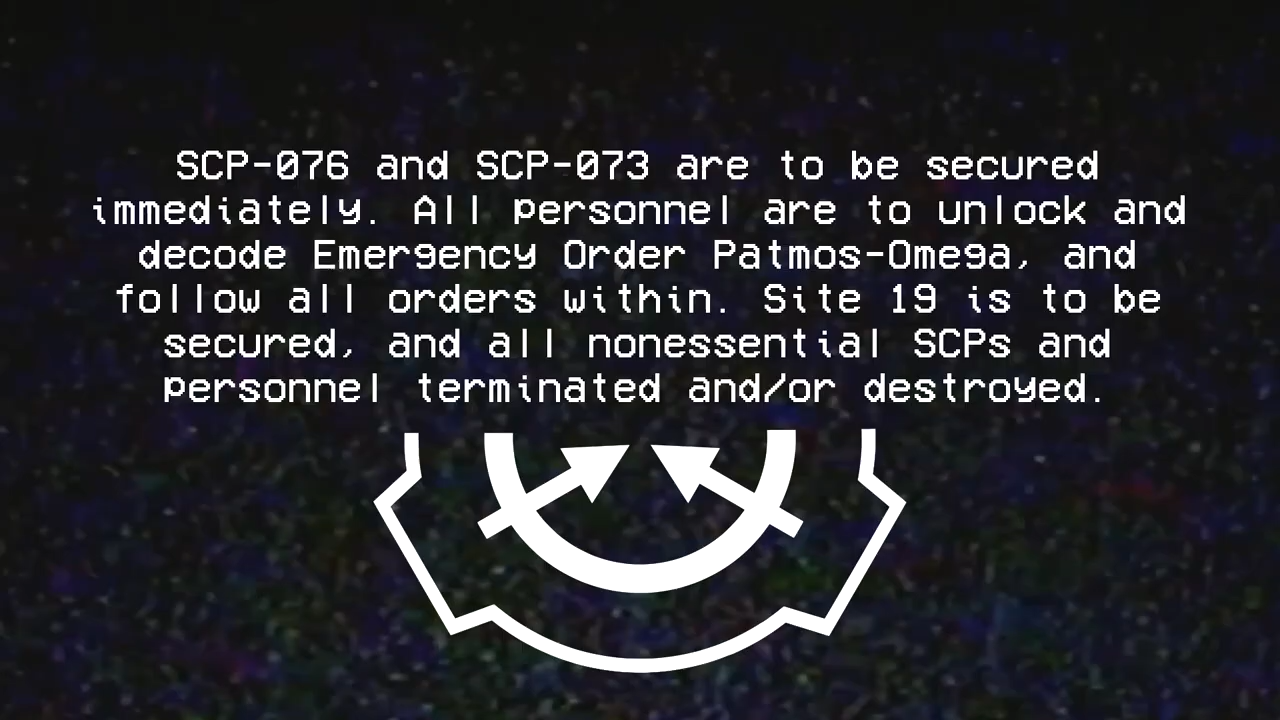 SCP-076 and SCP-073 are to be secured
immediately. All personnel are to unlock and
decode Emergency Order Patmos-Omega, and
follow all orders within. Site 19 is to be
secured, and all nonessential SCPs and
personnel terminated and/or destroyed.